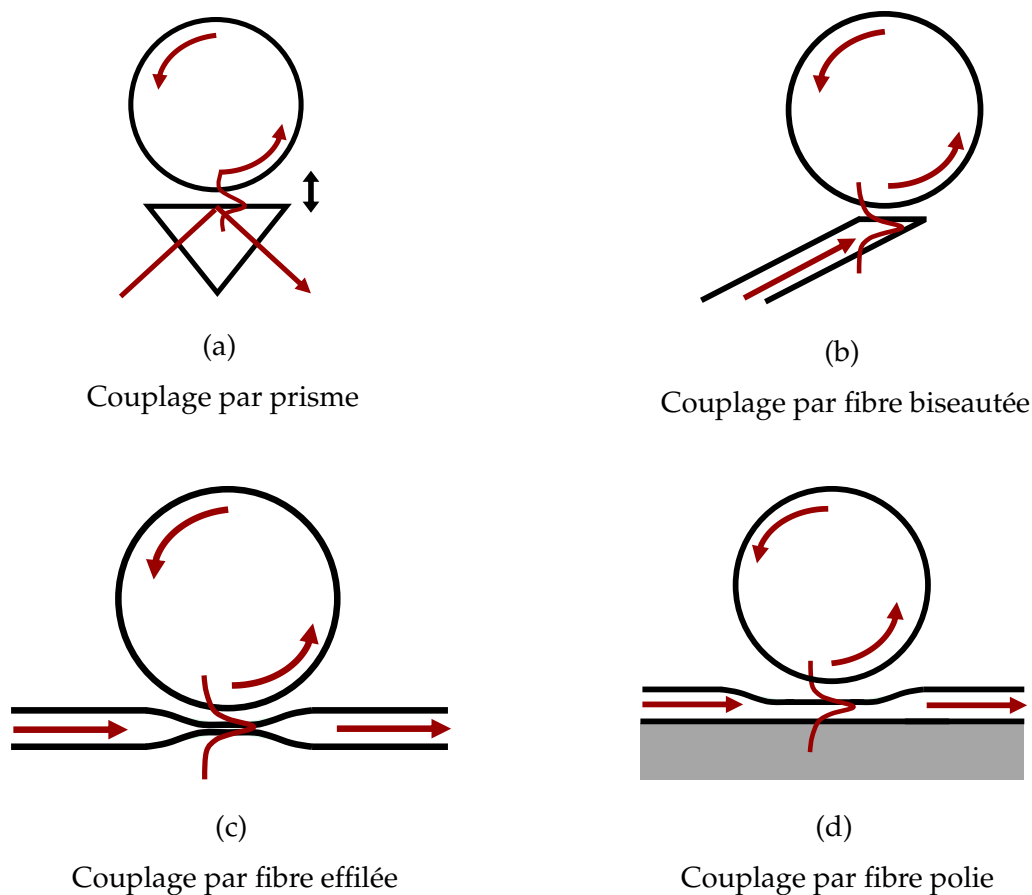 (a)
Couplage par prisme
(b)
Couplage par fibre biseautée
(c)
Couplage par fibre effilée
(d)
Couplage par fibre polie